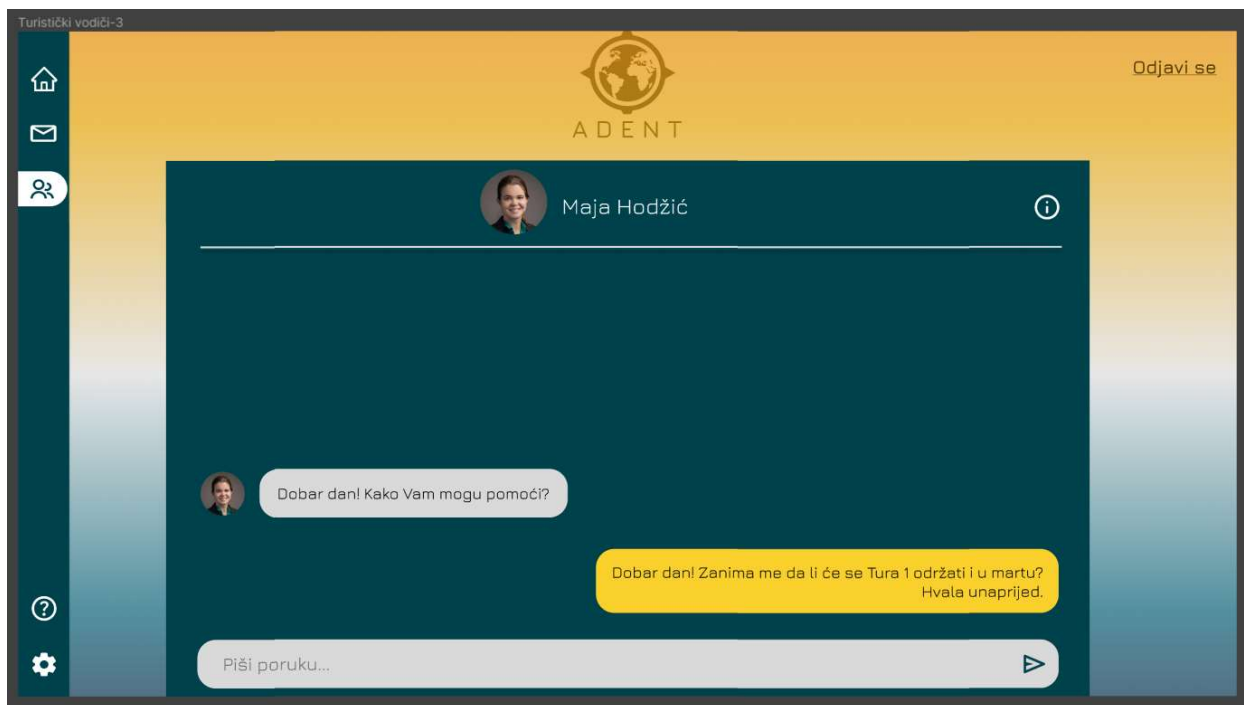 Turistički vodiči-3
Odjavi se
ADENT
Maja Hodžić
Dobar dan! Kako Vam mogu pomoći?
Dobar dan! Zanima me da li će se Tura 1 održati i u martu?
Hvala unaprijed.
Piši poruku...